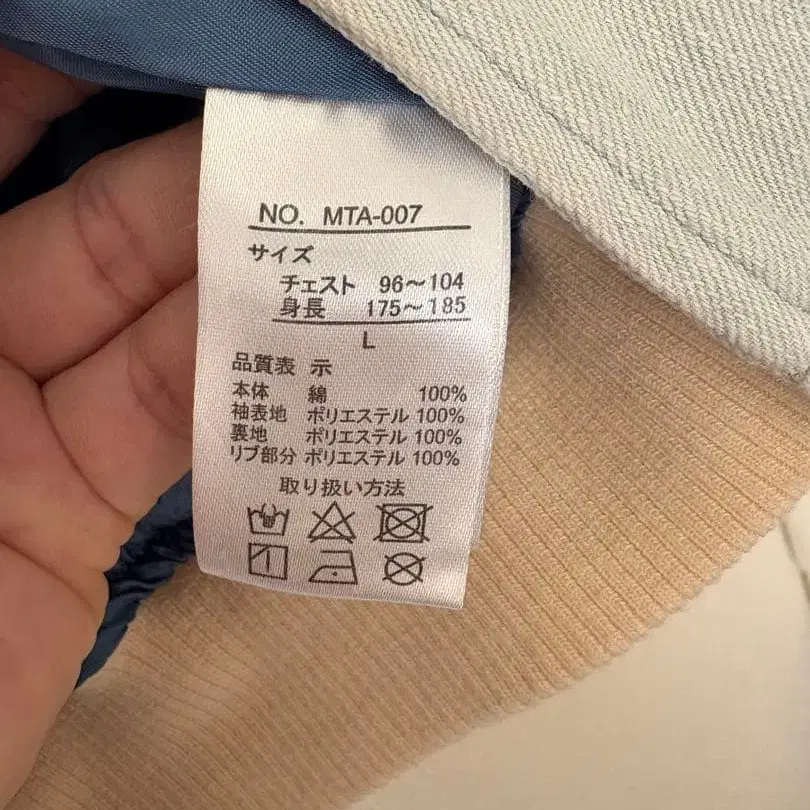 NO. MTA-007
サイズ
チェスト 96〜104
身長 175〜185
L
品質表 示
本体 綿 100%
袖表地 ポリエステル 100%
裏地 ポリエステル 100%
リブ部分 ポリエステル 100%
取り扱い方法